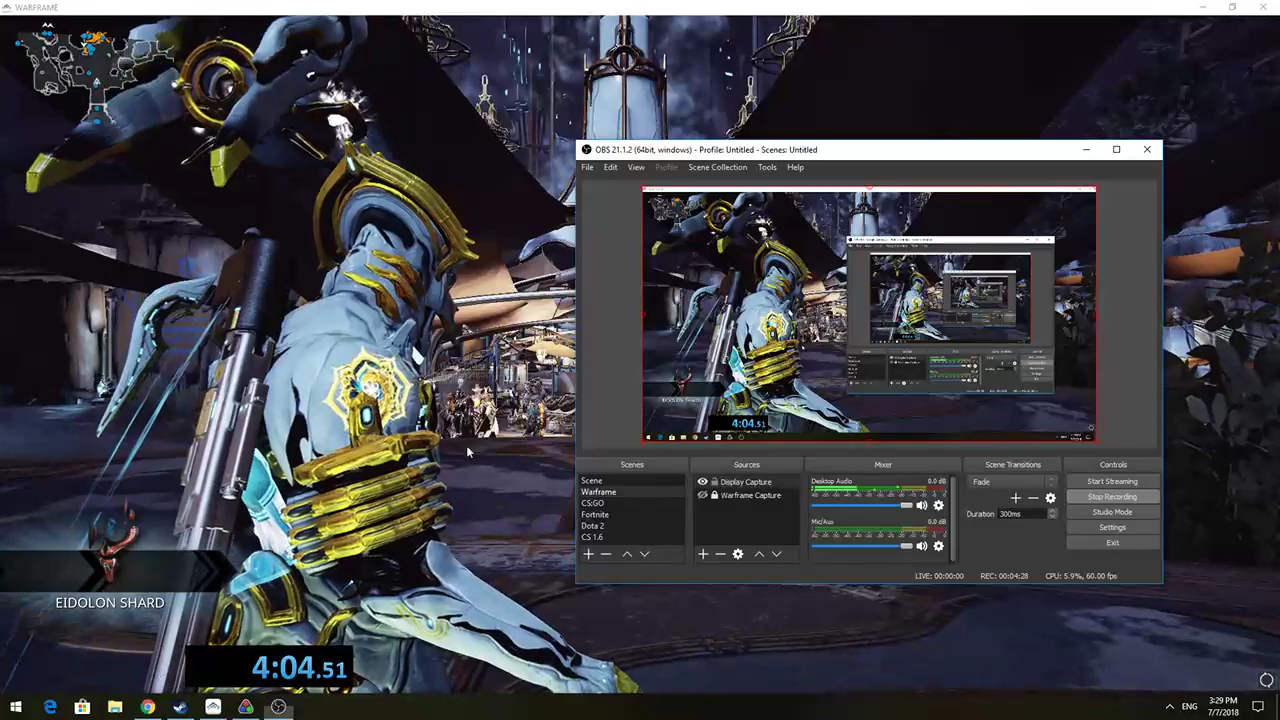 WARFRAME
OBS 21.1.2 (64bit, windows) - Profile: Untitled - Scenes: Untitled
File Edit View Profile Scene Collection Tools Help
4:04.51
Scenes Sources Mixer Scene Transitions Controls
Scene
Warframe
CS:GO
Fortnite
Dota 2
CS 1.6
Display Capture
Warframe Capture
Desktop Audio 0.0 dB
Mic/Aux 0.0 dB
Fade
Duration 300ms
Start Streaming
Stop Recording
Studio Mode
Settings
Exit
LIVE: 00:00:00 REC: 00:04:28 CPU: 5.9%, 60.00 fps
EIDOLON SHARD
4:04.51
ENG
3:29 PM
7/7/2018